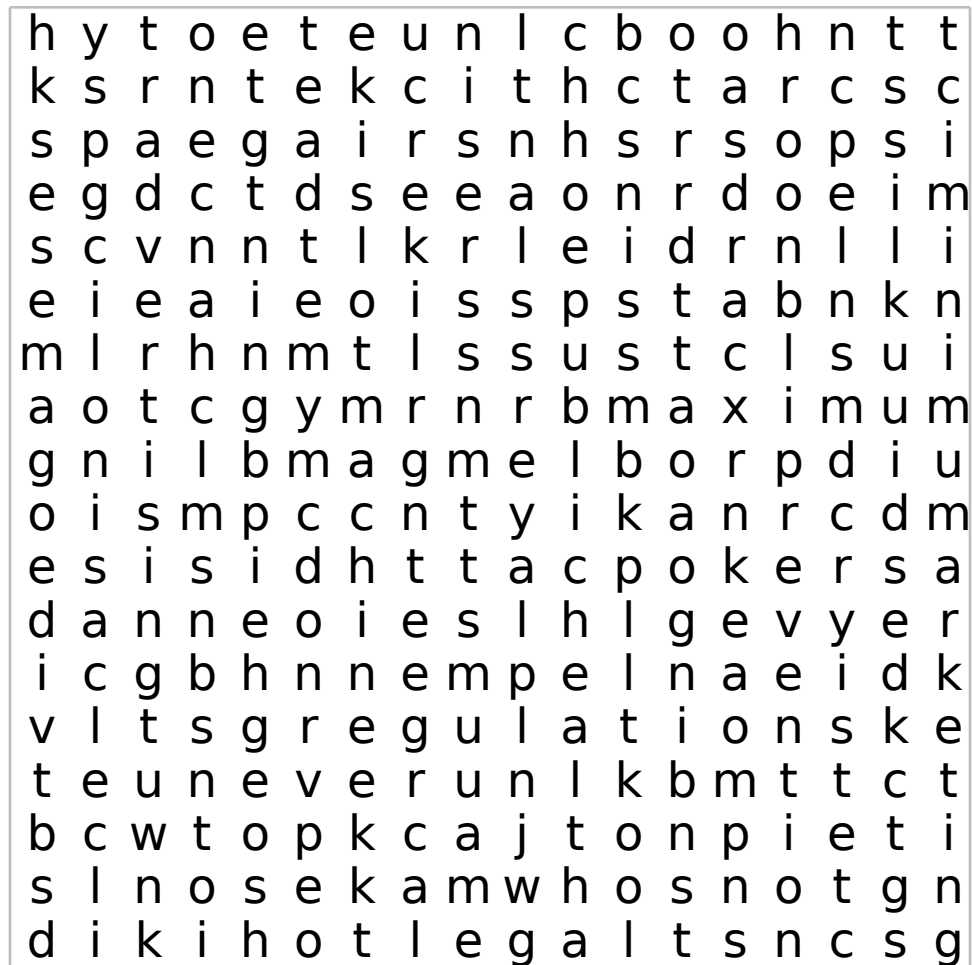 h y t o e t e u n l c b o o h n t t
k s r n t e k c i t h c t a r c s c
s p a e g a i r s n h s r s o p s i
e g d c t d s e e a o n r d o e i m
s c v n n t l k r l e i d r n l l i
e i e a i e o i s s p s t a b n k n
m l r h n m t l s s u s t c l s u i
a o t c g y m r n r b m a x i m u m
g n i l b m a g m e l b o r p d i u
o i s m p c c n t y i k a n r c d m
e s i s i d h t t a c p o k e r s a
d a n n e o i e s l h l g e v y e r
i c g b h n n e m p e l n a e i d k
v l t s g r e g u l a t i o n s k e
t e u n e v e r u n l k b m t t c t
b c w t o p k c a j t o n p i e t i
s l n o s e k a m w h o s n o t g n
d i k i h o t l e g a l t s n c s g